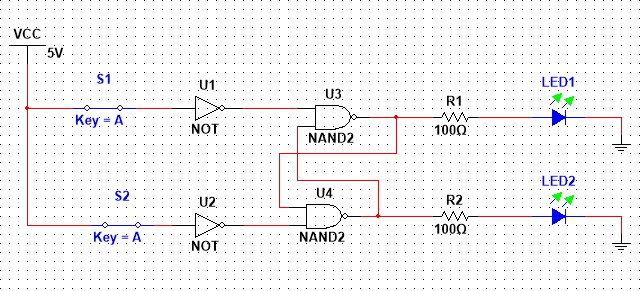 VCC
5V
S1
Key = A
U1
NOT
U3
NAND2
R1
100Ω
LED1
S2
Key = A
U2
NOT
U4
NAND2
R2
100Ω
LED2